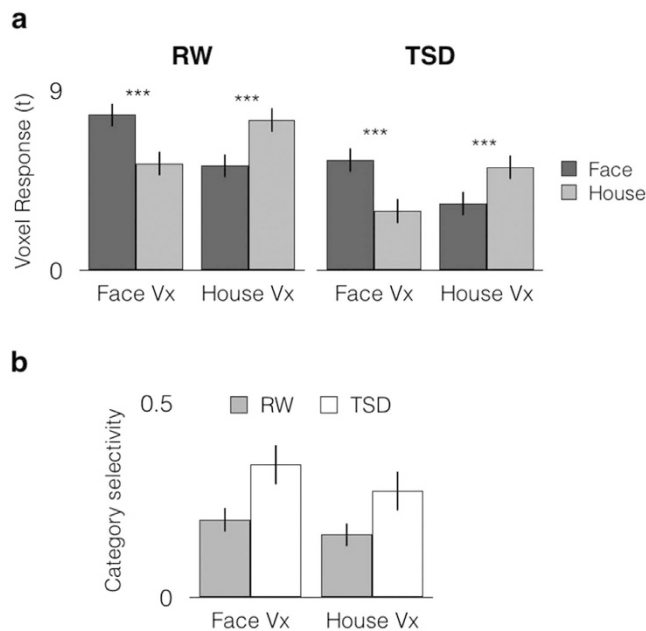 a
RW TSD
9
Voxel Response (t)
0
*** *** *** ***
Face
House
Face Vx House Vx Face Vx House Vx
b
0.5
RW TSD
Category selectivity
0
Face Vx House Vx